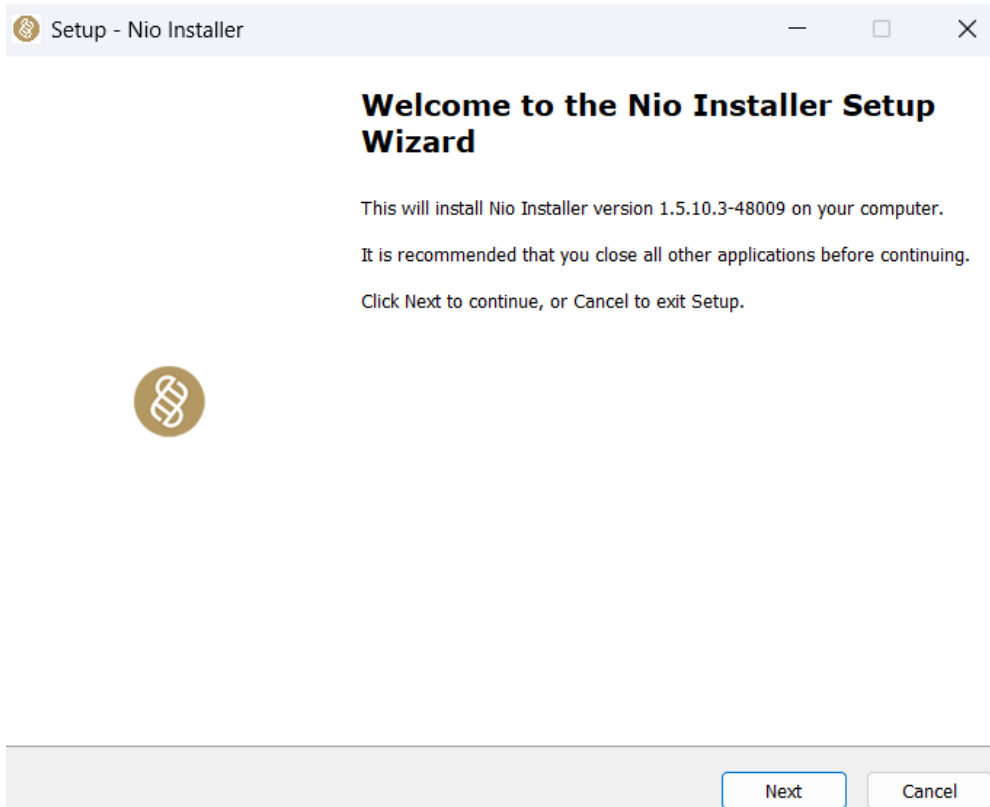 Setup - Nio Installer
Welcome to the Nio Installer Setup
Wizard
This will install Nio Installer version 1.5.10.3-48009 on your computer.
It is recommended that you close all other applications before continuing.
Click Next to continue, or Cancel to exit Setup.
Next Cancel